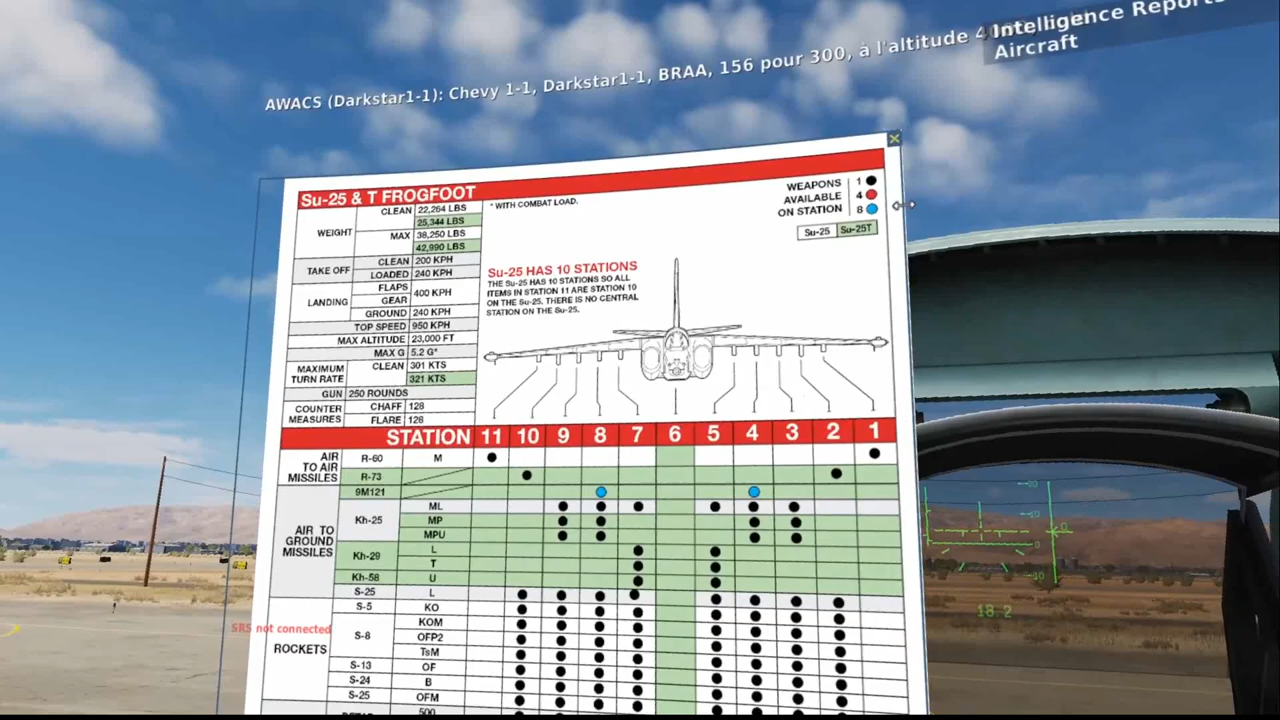 Intelligence Reports
Aircraft
AWACS (Darkstar1-1): Chevy 1-1, Darkstar1-1, BRAA, 156 pour 300, à l'altitude
Su-25 & T FROGFOOT
* WITH COMBAT LOAD.
WEAPONS 1
AVAILABLE 4
ON STATION 8
Su-25 Su-25T
WEIGHT CLEAN 22,264 LBS
25,344 LBS
MAX 38,250 LBS
42,990 LBS
TAKE OFF CLEAN 200 KPH
LOADED 240 KPH
LANDING FLAPS
GEAR 400 KPH
GROUND 240 KPH
TOP SPEED 950 KPH
MAX ALTITUDE 23,000 FT
MAX G 5.2 G*
MAXIMUM
TURN RATE CLEAN 301 KTS
321 KTS
GUN 250 ROUNDS
COUNTER
MEASURES CHAFF 128
FLARE 128
Su-25 HAS 10 STATIONS
THE Su-25 HAS 10 STATIONS SO ALL
ITEMS IN STATION 11 ARE STATION 10
ON THE Su-25. THERE IS NO CENTRAL
STATION ON THE Su-25.
STATION 11 10 9 8 7 6 5 4 3 2 1
AIR
TO AIR
MISSILES
R-60 M
R-73
9M121
AIR TO
GROUND
MISSILES
Kh-25 ML
MP
MPU
Kh-29 L
T
Kh-58 U
S-25 L
ROCKETS
S-5 KO
S-8 KOM
OFP2
TsM
S-13 OF
S-24 B
S-25 OFM
500
SRS not connected
18.2